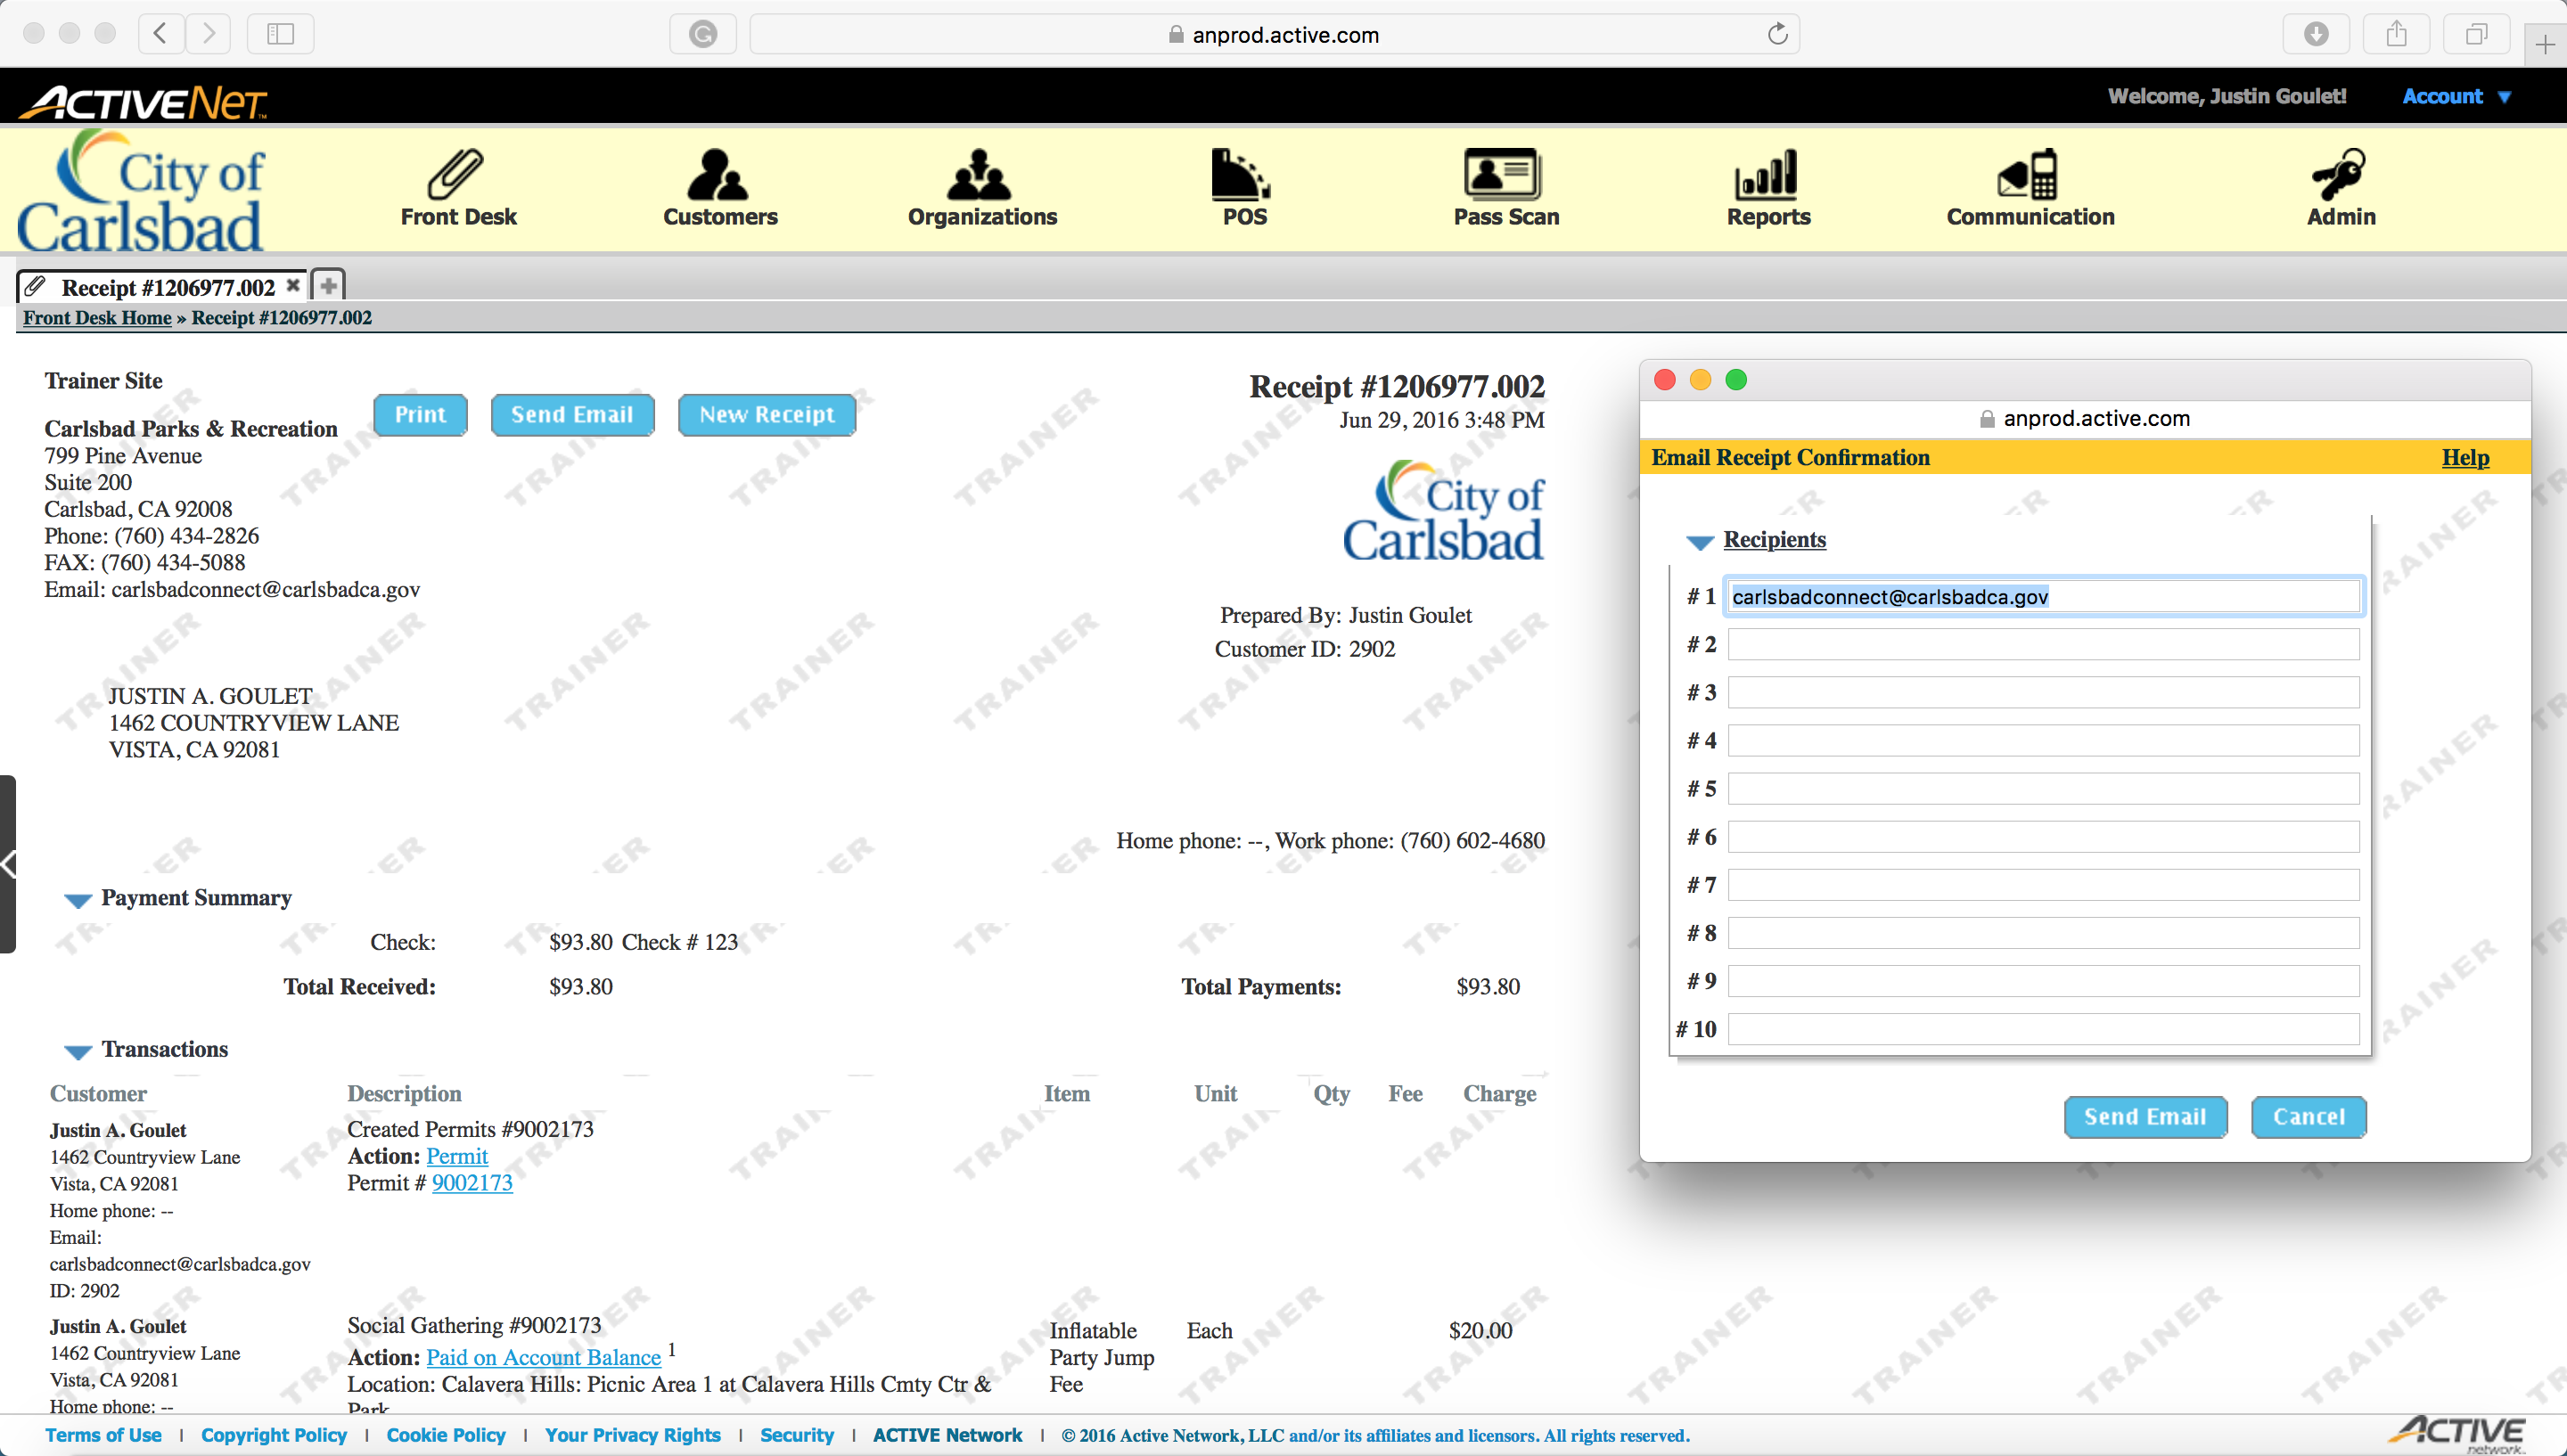 anprod.active.com
ACTIVENET
Welcome, Justin Goulet! Account
City of Carlsbad
Front Desk
Customers
Organizations
POS
Pass Scan
Reports
Communication
Admin
Receipt #1206977.002
Front Desk Home » Receipt #1206977.002
Trainer Site
Print
Send Email
New Receipt
Carlsbad Parks & Recreation
799 Pine Avenue
Suite 200
Carlsbad, CA 92008
Phone: (760) 434-2826
FAX: (760) 434-5088
Email: carlsbadconnect@carlsbadca.gov
Receipt #1206977.002
Jun 29, 2016 3:48 PM
City of
Carlsbad
Prepared By: Justin Goulet
Customer ID: 2902
JUSTIN A. GOULET
1462 COUNTRYVIEW LANE
VISTA, CA 92081
Home phone: --, Work phone: (760) 602-4680
Payment Summary
Check: $93.80 Check # 123
Total Received: $93.80
Total Payments: $93.80
Transactions
Customer Description Item Unit Qty Fee Charge
Justin A. Goulet
1462 Countryview Lane
Vista, CA 92081
Home phone: --
Email:
carlsbadconnect@carlsbadca.gov
ID: 2902
Created Permits #9002173
Action: Permit
Permit # 9002173
Justin A. Goulet
1462 Countryview Lane
Vista, CA 92081
Home phone: --
Social Gathering #9002173
Action: Paid on Account Balance 1
Location: Calavera Hills: Picnic Area 1 at Calavera Hills Cmty Ctr &
Park
Inflatable
Party Jump
Fee
Each
$20.00
anprod.active.com
Email Receipt Confirmation Help
Recipients
# 1 carlsbadconnect@carlsbadca.gov
# 2
# 3
# 4
# 5
# 6
# 7
# 8
# 9
# 10
Send Email Cancel
TRAINER
Terms of Use | Copyright Policy | Cookie Policy | Your Privacy Rights | Security | ACTIVE Network | © 2016 Active Network, LLC and/or its affiliates and licensors. All rights reserved.
ACTIVE
network